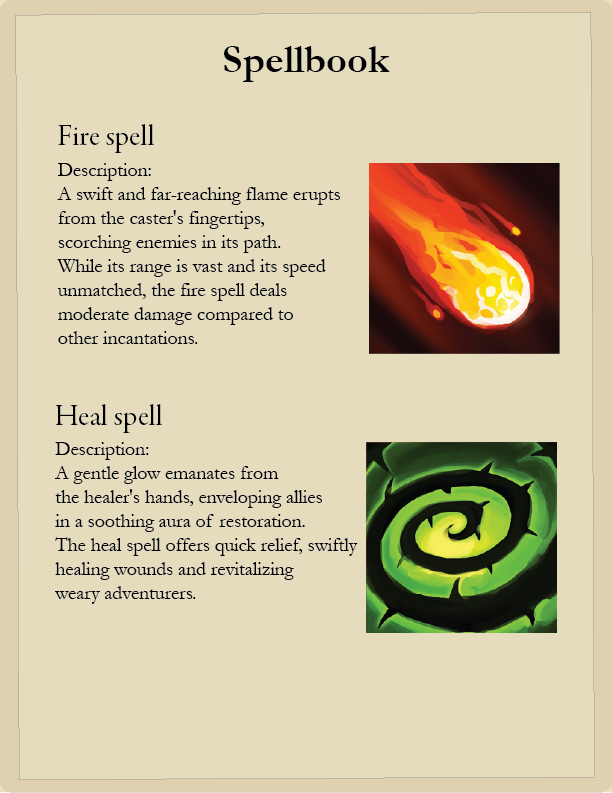 Spellbook
Fire spell
Description:
A swift and far-reaching flame erupts
from the caster's fingertips,
scorching enemies in its path.
While its range is vast and its speed
unmatched, the fire spell deals
moderate damage compared to
other incantations.
Heal spell
Description:
A gentle glow emanates from
the healer's hands, enveloping allies
in a soothing aura of restoration.
The heal spell offers quick relief, swiftly
healing wounds and revitalizing
weary adventurers.